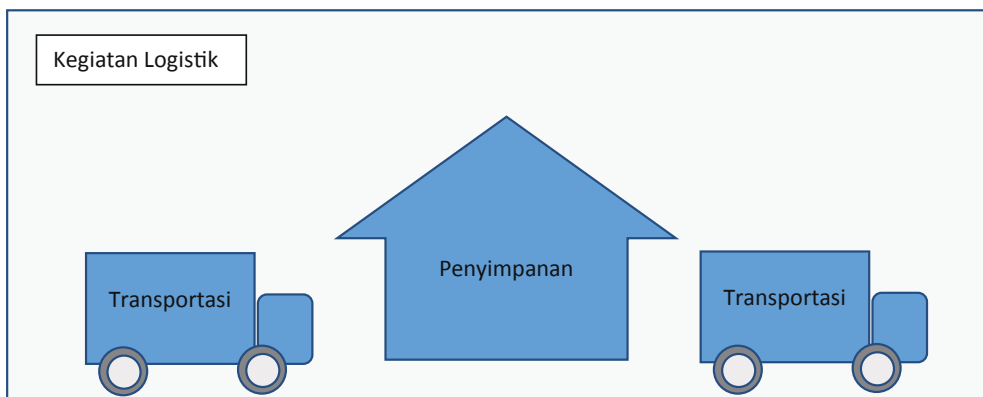 Kegiatan Logistik
Penyimpanan
Transportasi
Transportasi